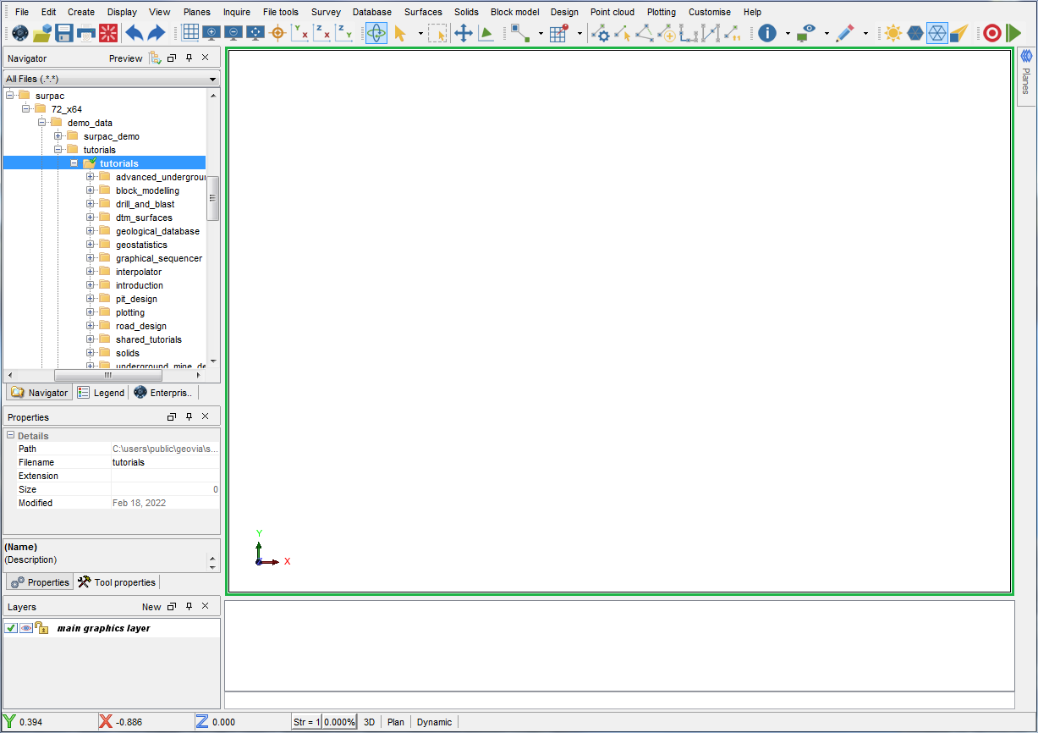 File Edit Create Display View Planes Inquire File tools Survey Database Surfaces Solids Block model Design Point cloud Plotting Customise Help
Navigator Preview
All Files (.*.*)
surpac
72_x64
demo_data
surpac_demo
tutorials
tutorials
advanced_undergrou
block_modelling
drill_and_blast
dtm_surfaces
geological_database
geostatistics
graphical_sequencer
interpolator
introduction
pit_design
plotting
road_design
shared_tutorials
solids
underground_mine_de
Navigator Legend Enterpris..
Properties
Details
Path C:\users\public\geovia\s...
Filename tutorials
Extension
Size 0
Modified Feb 18, 2022
(Name)
(Description)
Properties Tool properties
Layers New
main graphics layer
Planes
Y
X
Y 0.394 X -0.886 Z 0.000 Str = 1 0.000% 3D Plan Dynamic